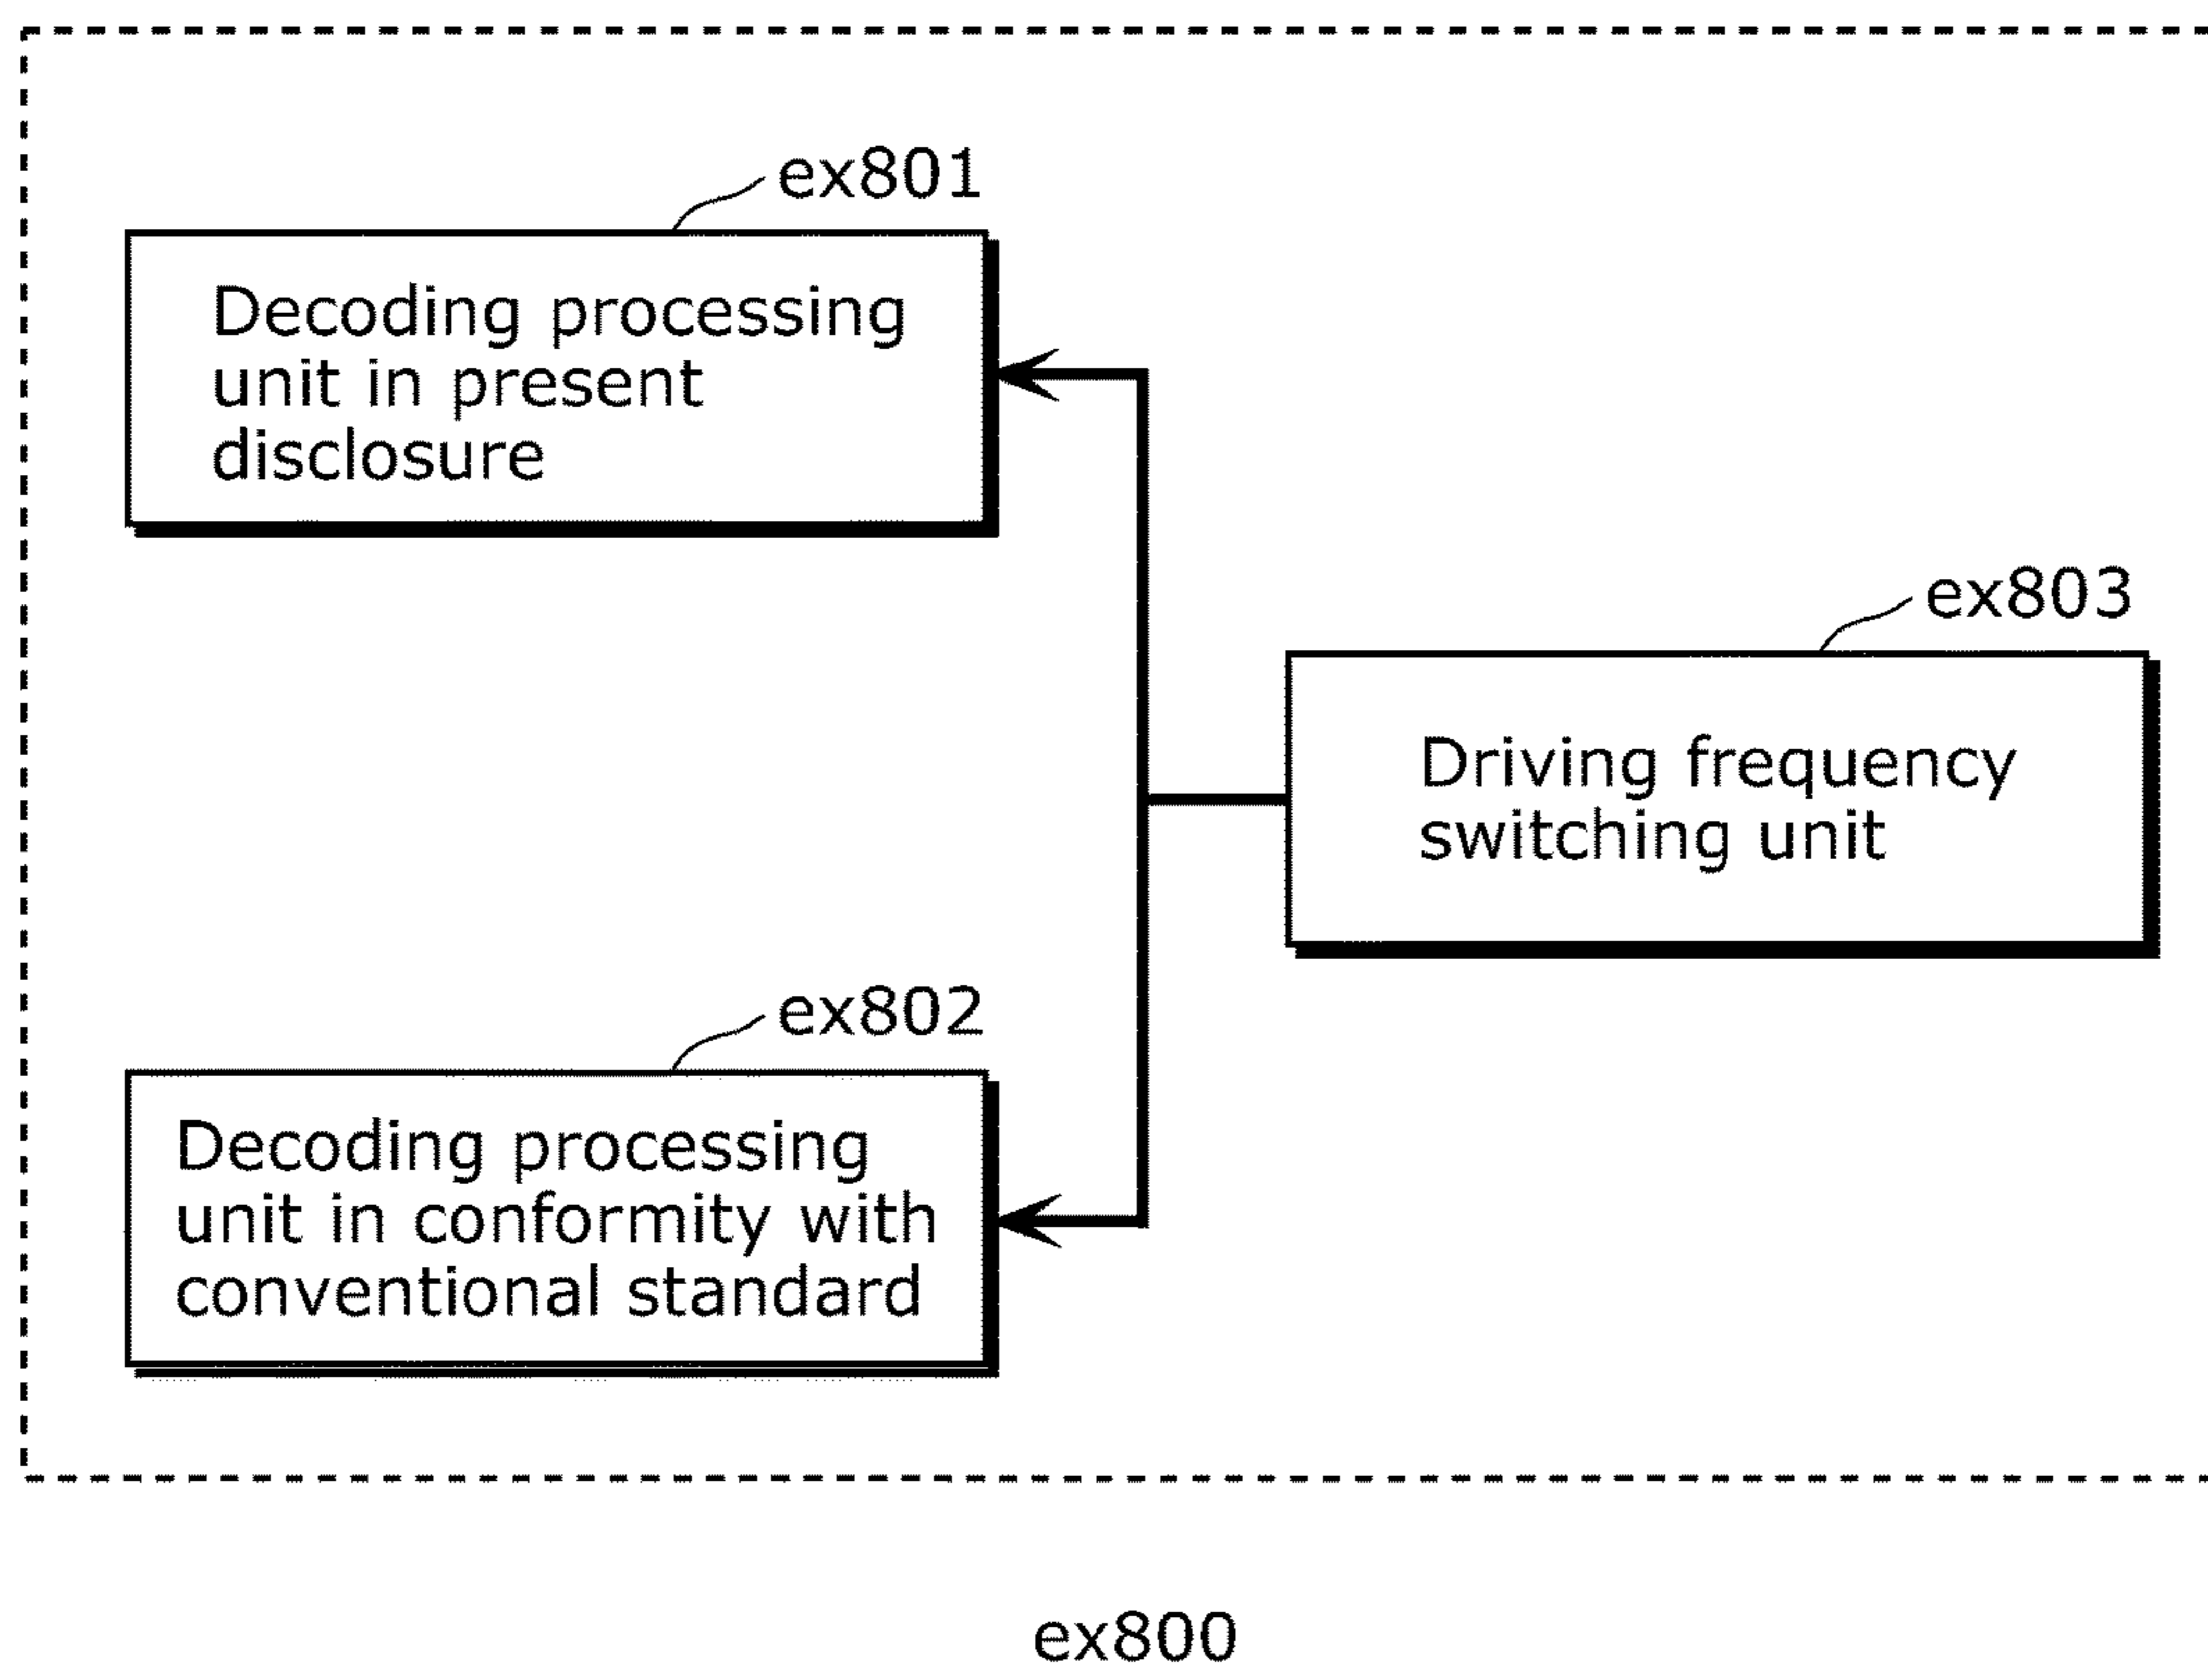 ex801
Decoding processing
unit in present
disclosure
ex803
Driving frequency
switching unit
ex802
Decoding processing
unit in conformity with
conventional standard
ex800